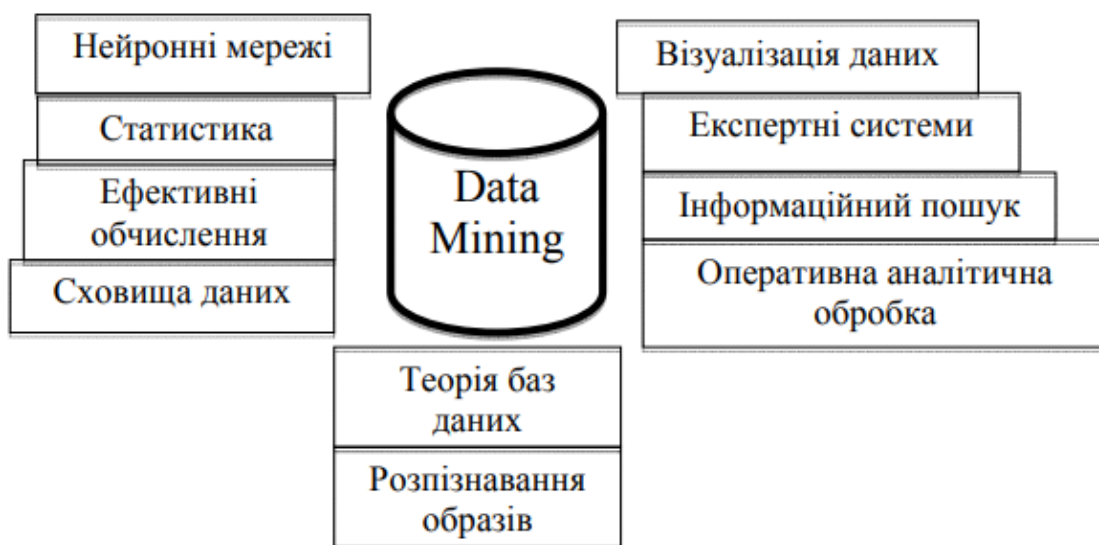 Нейронні мережі
Статистика
Ефективні
обчислення
Сховища даних
Data
Mining
Візуалізація даних
Експертні системи
Інформаційний пошук
Оперативна аналітична
обробка
Теорія баз
даних
Розпізнавання
образів